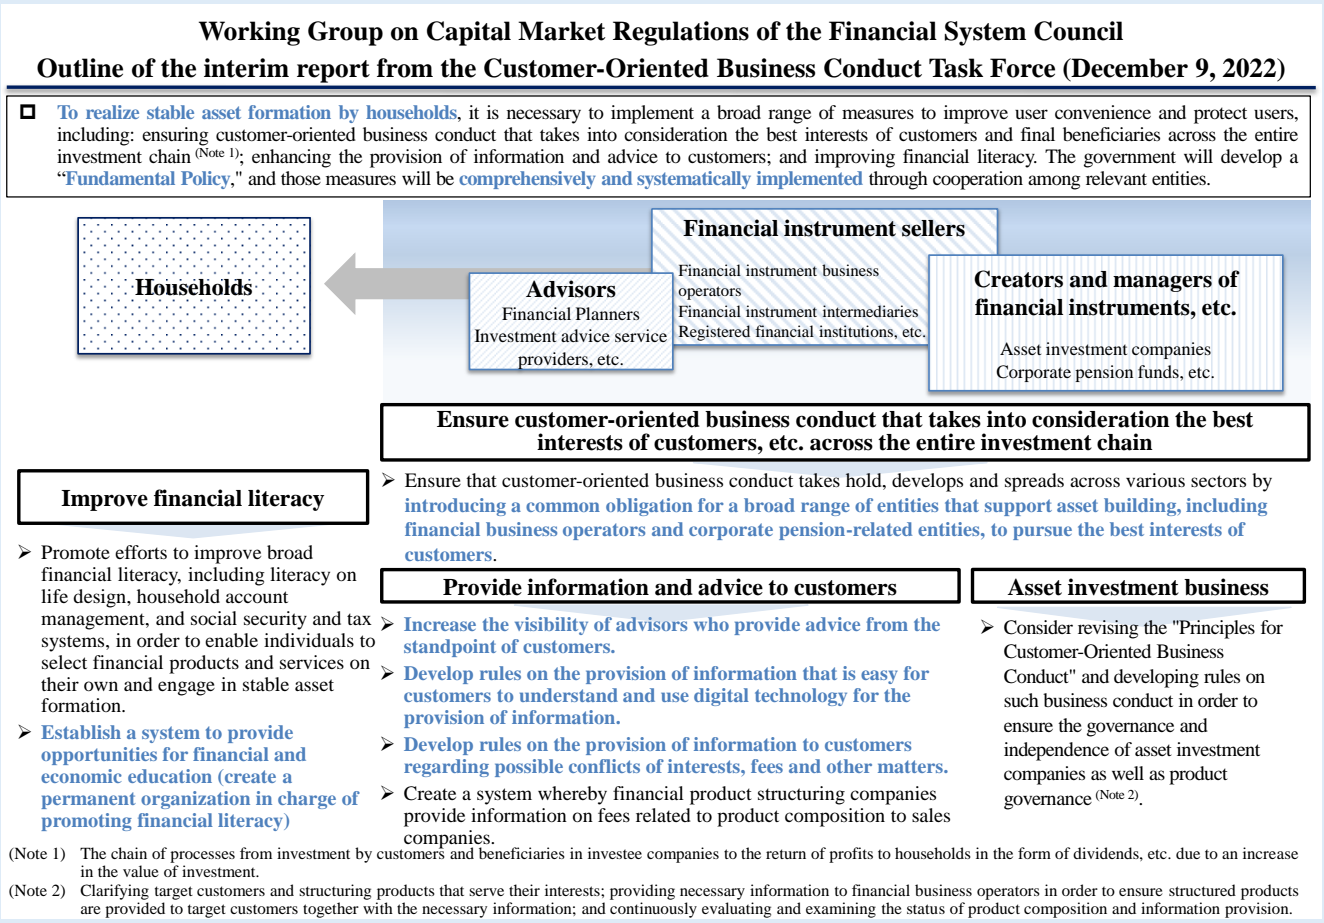 Working Group on Capital Market Regulations of the Financial System Council
Outline of the interim report from the Customer-Oriented Business Conduct Task Force (December 9, 2022)
To realize stable asset formation by households, it is necessary to implement a broad range of measures to improve user convenience and protect users,
including: ensuring customer-oriented business conduct that takes into consideration the best interests of customers and final beneficiaries across the entire
investment chain (Note 1); enhancing the provision of information and advice to customers; and improving financial literacy. The government will develop a
“Fundamental Policy," and those measures will be comprehensively and systematically implemented through cooperation among relevant entities.
Households
Advisors
Financial Planners
Investment advice service
providers, etc.
Financial instrument sellers
Financial instrument business
operators
Financial instrument intermediaries
Registered financial institutions, etc.
Creators and managers of
financial instruments, etc.
Asset investment companies
Corporate pension funds, etc.
Ensure customer-oriented business conduct that takes into consideration the best
interests of customers, etc. across the entire investment chain
➢ Ensure that customer-oriented business conduct takes hold, develops and spreads across various sectors by
introducing a common obligation for a broad range of entities that support asset building, including
financial business operators and corporate pension-related entities, to pursue the best interests of
customers.
Improve financial literacy
➢ Promote efforts to improve broad
financial literacy, including literacy on
life design, household account
management, and social security and tax
systems, in order to enable individuals to
select financial products and services on
their own and engage in stable asset
formation.
➢ Establish a system to provide
opportunities for financial and
economic education (create a
permanent organization in charge of
promoting financial literacy)
Provide information and advice to customers
➢ Increase the visibility of advisors who provide advice from the
standpoint of customers.
➢ Develop rules on the provision of information that is easy for
customers to understand and use digital technology for the
provision of information.
➢ Develop rules on the provision of information to customers
regarding possible conflicts of interests, fees and other matters.
➢ Create a system whereby financial product structuring companies
provide information on fees related to product composition to sales
companies.
Asset investment business
➢ Consider revising the "Principles for
Customer-Oriented Business
Conduct" and developing rules on
such business conduct in order to
ensure the governance and
independence of asset investment
companies as well as product
governance (Note 2).
(Note 1) The chain of processes from investment by customers and beneficiaries in investee companies to the return of profits to households in the form of dividends, etc. due to an increase
in the value of investment.
(Note 2) Clarifying target customers and structuring products that serve their interests; providing necessary information to financial business operators in order to ensure structured products
are provided to target customers together with the necessary information; and continuously evaluating and examining the status of product composition and information provision.